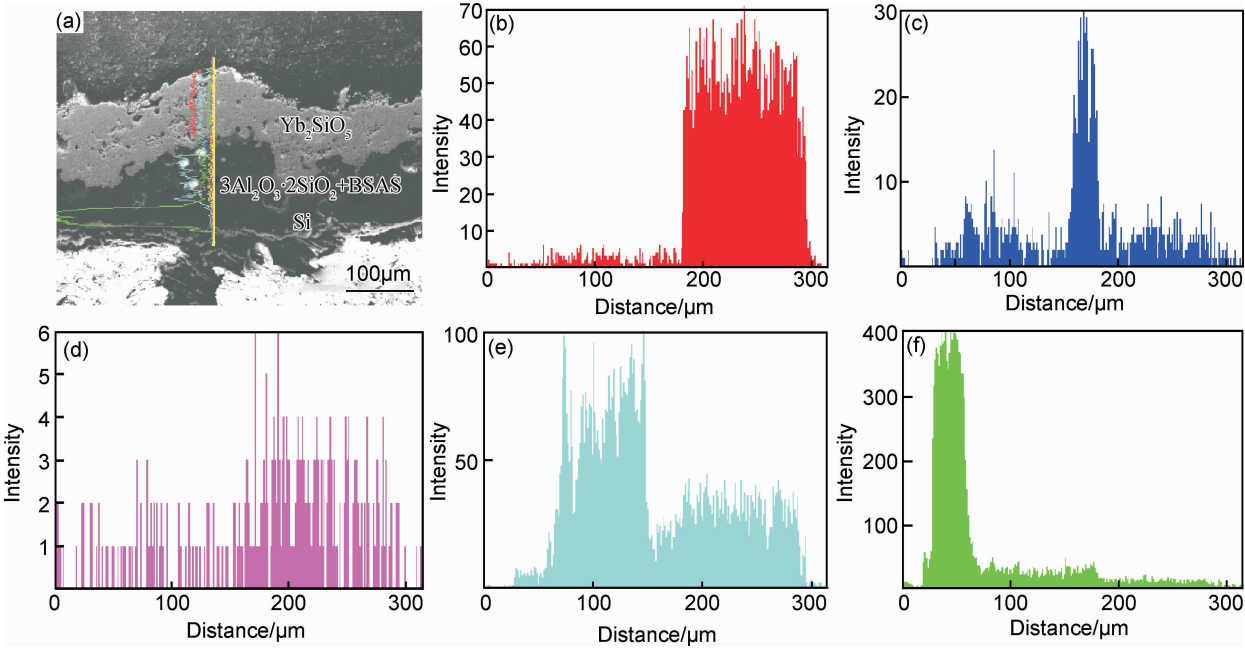 (a)
Yb₂SiO₅
3Al₂O₃·2SiO₂+BSAS
Si
100μm
(b)
70
60
50
40
30
20
10
0
100
200
300
Intensity
Distance/μm
(c)
30
20
10
0
0
100
200
300
Intensity
Distance/μm
(d)
6
5
4
3
2
1
0
0
100
200
300
Intensity
Distance/μm
(e)
100
50
0
100
200
300
Intensity
Distance/μm
(f)
400
300
200
100
0
100
200
300
Intensity
Distance/μm